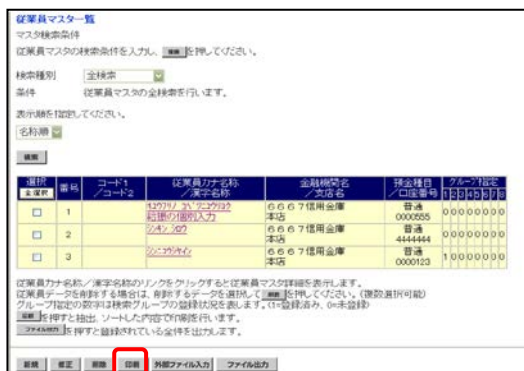 従業員マスター覧
マスタ検索条件
従業員マスタの検索条件を入力し、 検索 を押してください。
検索種別 全検索
条件 従業員マスタの全検索を行います。
表示順を指定してください。
名称順
検索
選択 全選択 番号 コード1 /コード2 従業員カナ名称 /漢字名称 金融機関名 /支店名 預金種目 /口座番号 グループ指定 1 2 3 4 5 6 7 8
1 給振の個別入力 6667信用金庫 本店 普通 0000555 0 0 0 0 0 0 0 0
2 シンキン ジロウ 6667信用金庫 本店 普通 4444444 0 0 0 0 0 0 0 0
3 6667信用金庫 本店 普通 0000123 1 0 0 0 0 0 0 0
従業員カナ名称/漢字名称のリンクをクリックすると従業員マスタ詳細を表示します。
従業員データを削除する場合は、削除するデータを選択して 削除 を押してください。(複数選択可能)
グループ指定の数字は検索グループの登録状況を表します。(1=登録済み、0=未登録)
印刷 を押すと抽出、ソートした内容で印刷を行います。
ファイル出力 を押すと登録されている全件を出力します。
新規 修正 削除 印刷 外部ファイル入力 ファイル出力